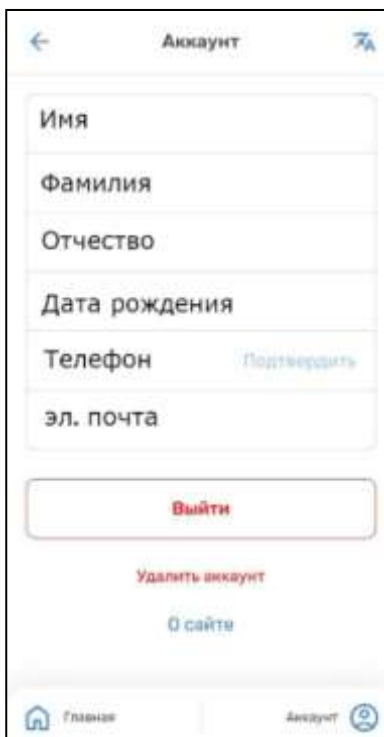 Аккаунт
Имя
Фамилия
Отчество
Дата рождения
Телефон Подтвердить
эл. почта
Выйти
Удалить аккаунт
О сайте
Главная Аккаунт